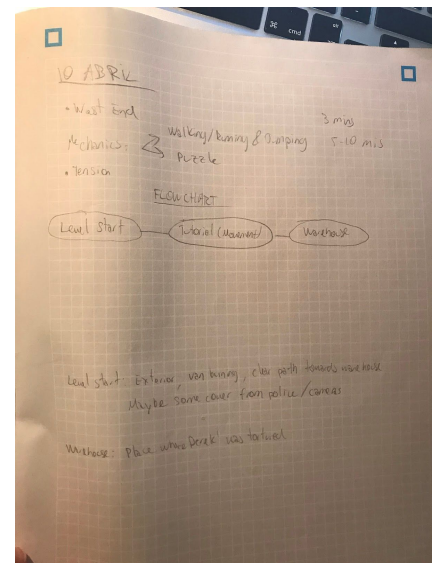 10 ABRIL
• West End
Mechanics: Walking/Running & Jumping 3 mins
Puzzle 5-10 mins
• Tension
FLOWCHART
Level start Tutorial (Movement) Warehouse
Level start: Exterior, van burning, clear path towards warehouse
Maybe some cover from police/cameras
Warehouse: Place where Derek was tortured
cmd